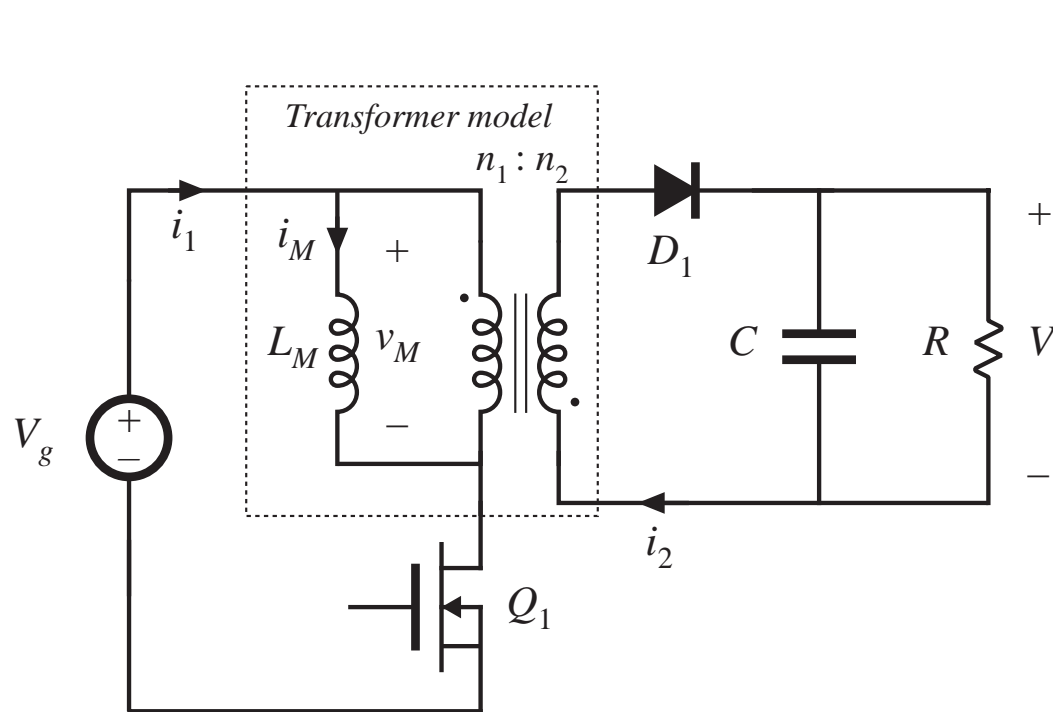 Transformer model
n1 : n2
i1
iM
+
D1
+
LM
vM
C
R
V
Vg
+
−
−
−
i2
Q1